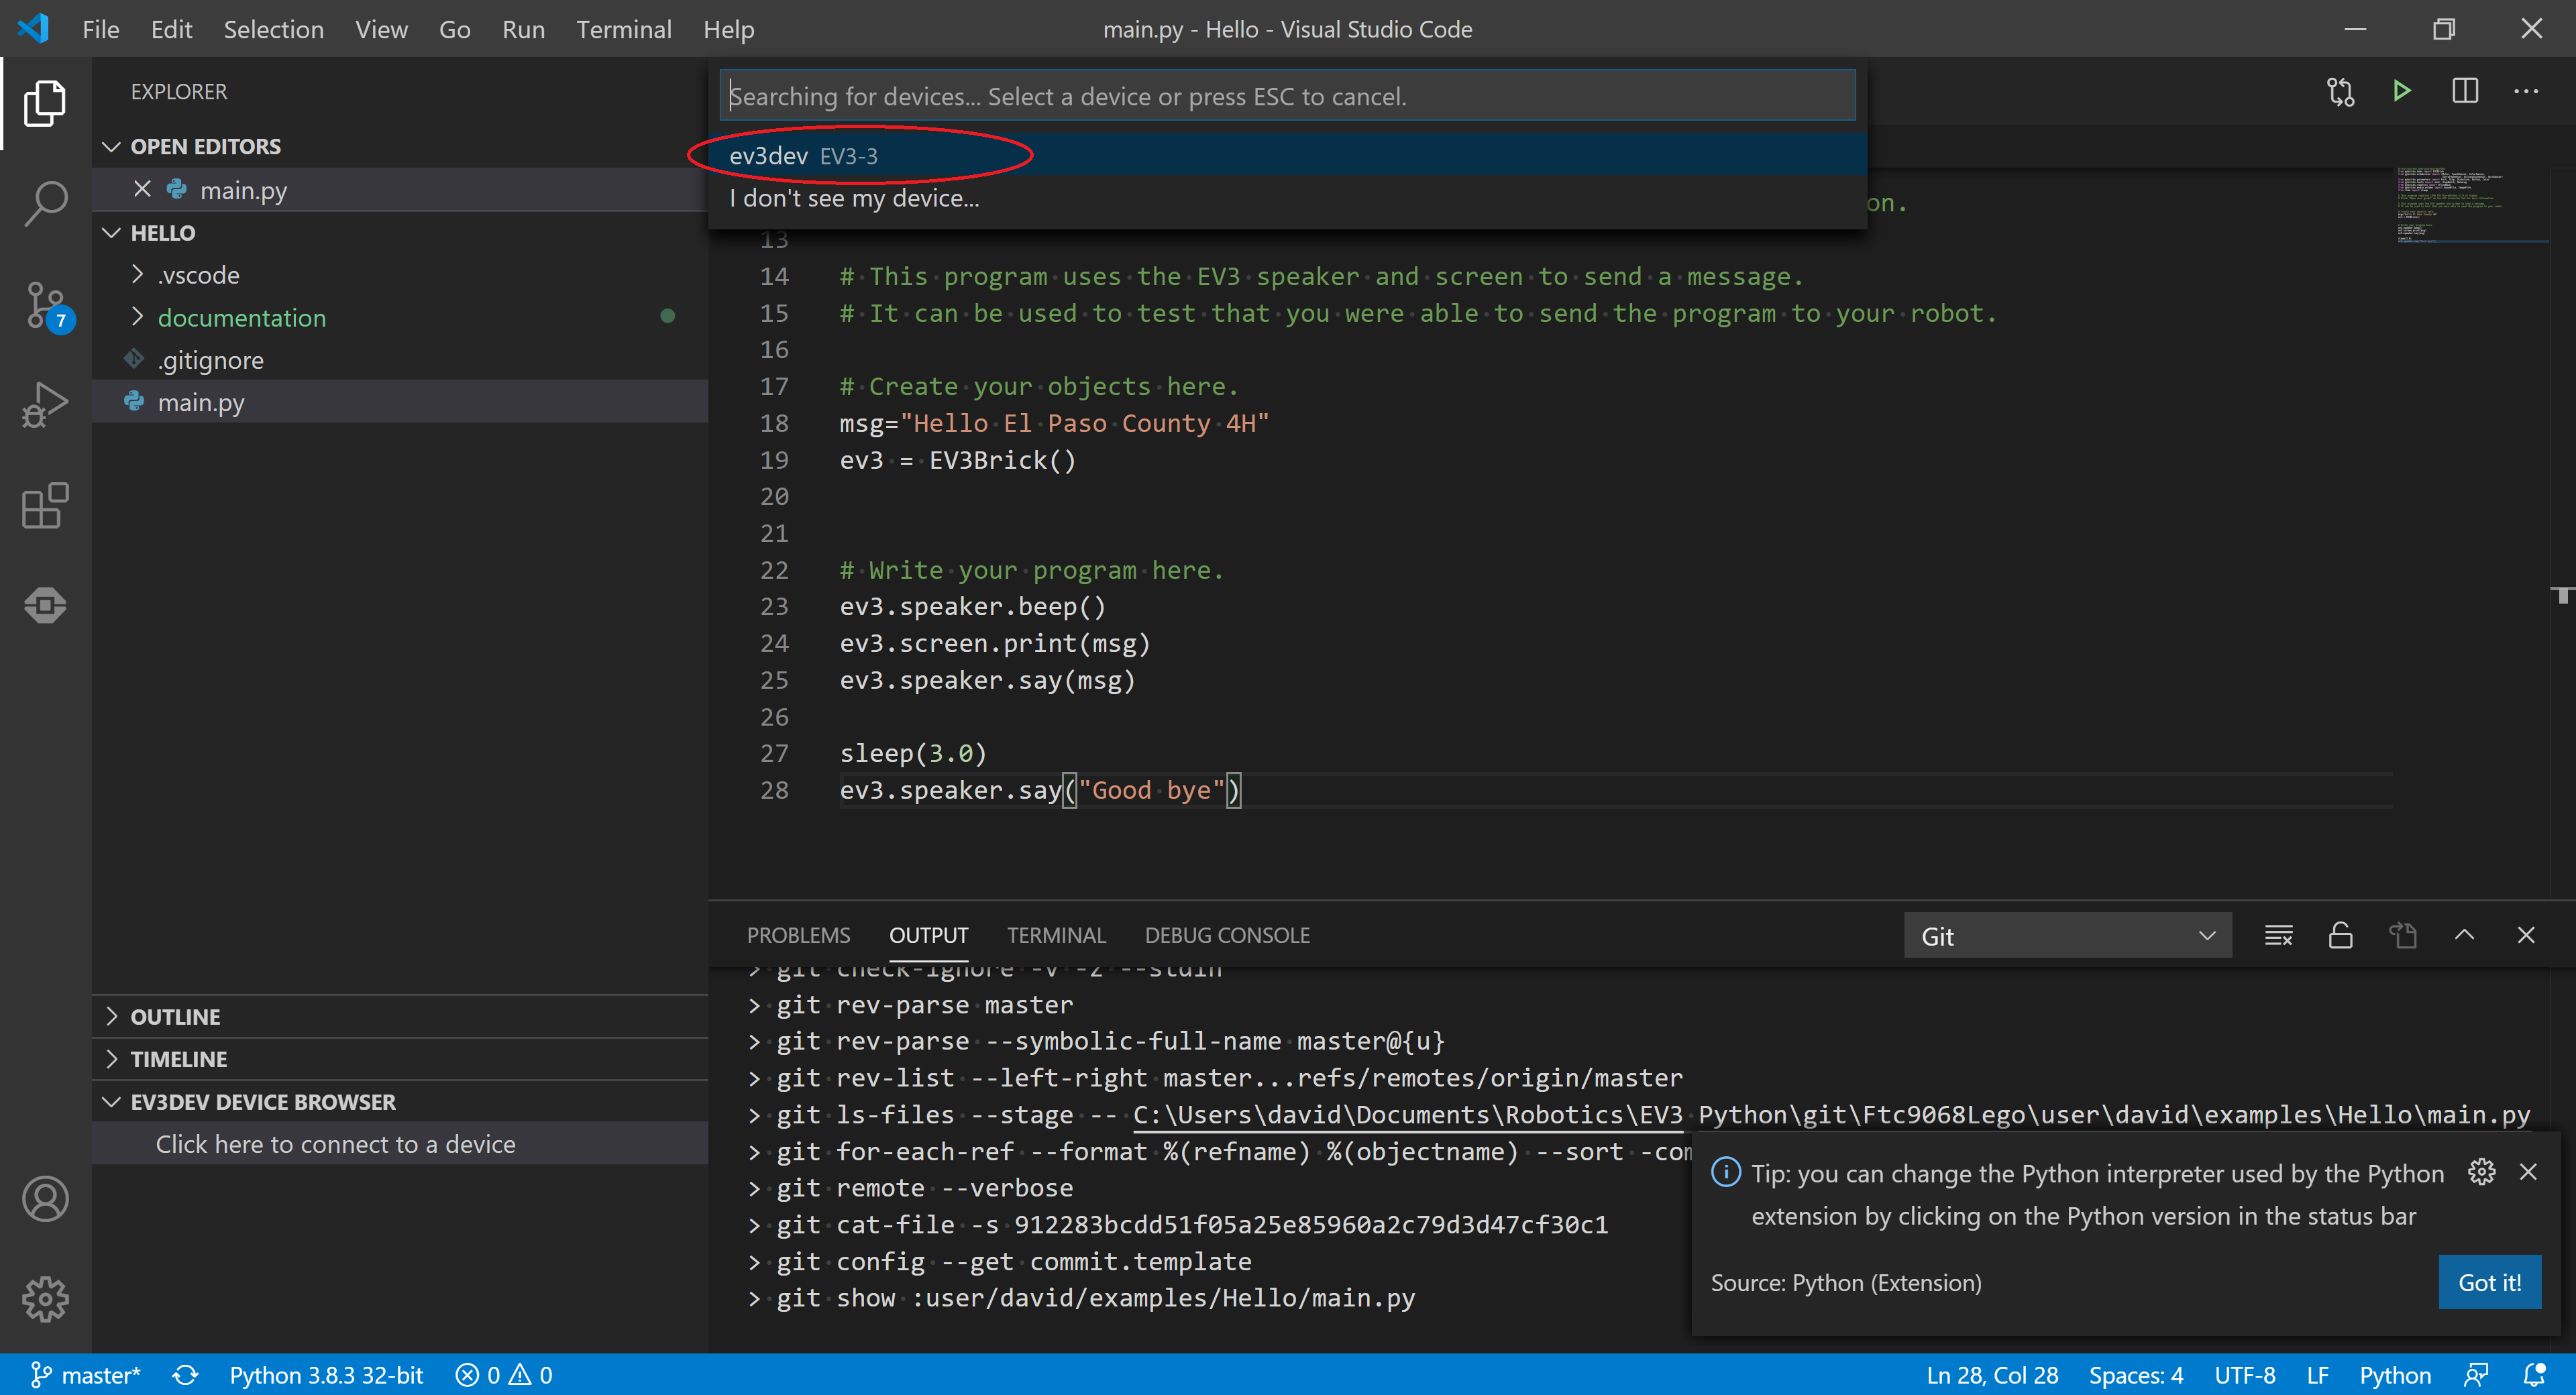 File Edit Selection View Go Run Terminal Help
main.py - Hello - Visual Studio Code
EXPLORER
OPEN EDITORS
main.py
HELLO
.vscode
documentation
.gitignore
main.py
7
OUTLINE
TIMELINE
EV3DEV DEVICE BROWSER
Click here to connect to a device
Searching for devices... Select a device or press ESC to cancel.
ev3dev EV3-3
I don't see my device...
on.
13
14 # This program uses the EV3 speaker and screen to send a message.
15 # It can be used to test that you were able to send the program to your robot.
16
17 # Create your objects here.
18 msg="Hello El Paso County 4H"
19 ev3 = EV3Brick()
20
21
22 # Write your program here.
23 ev3.speaker.beep()
24 ev3.screen.print(msg)
25 ev3.speaker.say(msg)
26
27 sleep(3.0)
28 ev3.speaker.say("Good bye")
PROBLEMS OUTPUT TERMINAL DEBUG CONSOLE
Git
> git check-ignore -v -z --stdin
> git rev-parse master
> git rev-parse --symbolic-full-name master@{u}
> git rev-list --left-right master...refs/remotes/origin/master
> git ls-files --stage -- C:\Users\david\Documents\Robotics\EV3 Python\git\Ftc9068Lego\user\david\examples\Hello\main.py
> git for-each-ref --format %(refname) %(objectname) --sort -com
> git remote --verbose
> git cat-file -s 912283bcdd51f05a25e85960a2c79d3d47cf30c1
> git config --get commit.template
> git show :user/david/examples/Hello/main.py
Tip: you can change the Python interpreter used by the Python
extension by clicking on the Python version in the status bar
Source: Python (Extension)
Got it!
master* Python 3.8.3 32-bit 0 0
Ln 28, Col 28 Spaces: 4 UTF-8 LF Python